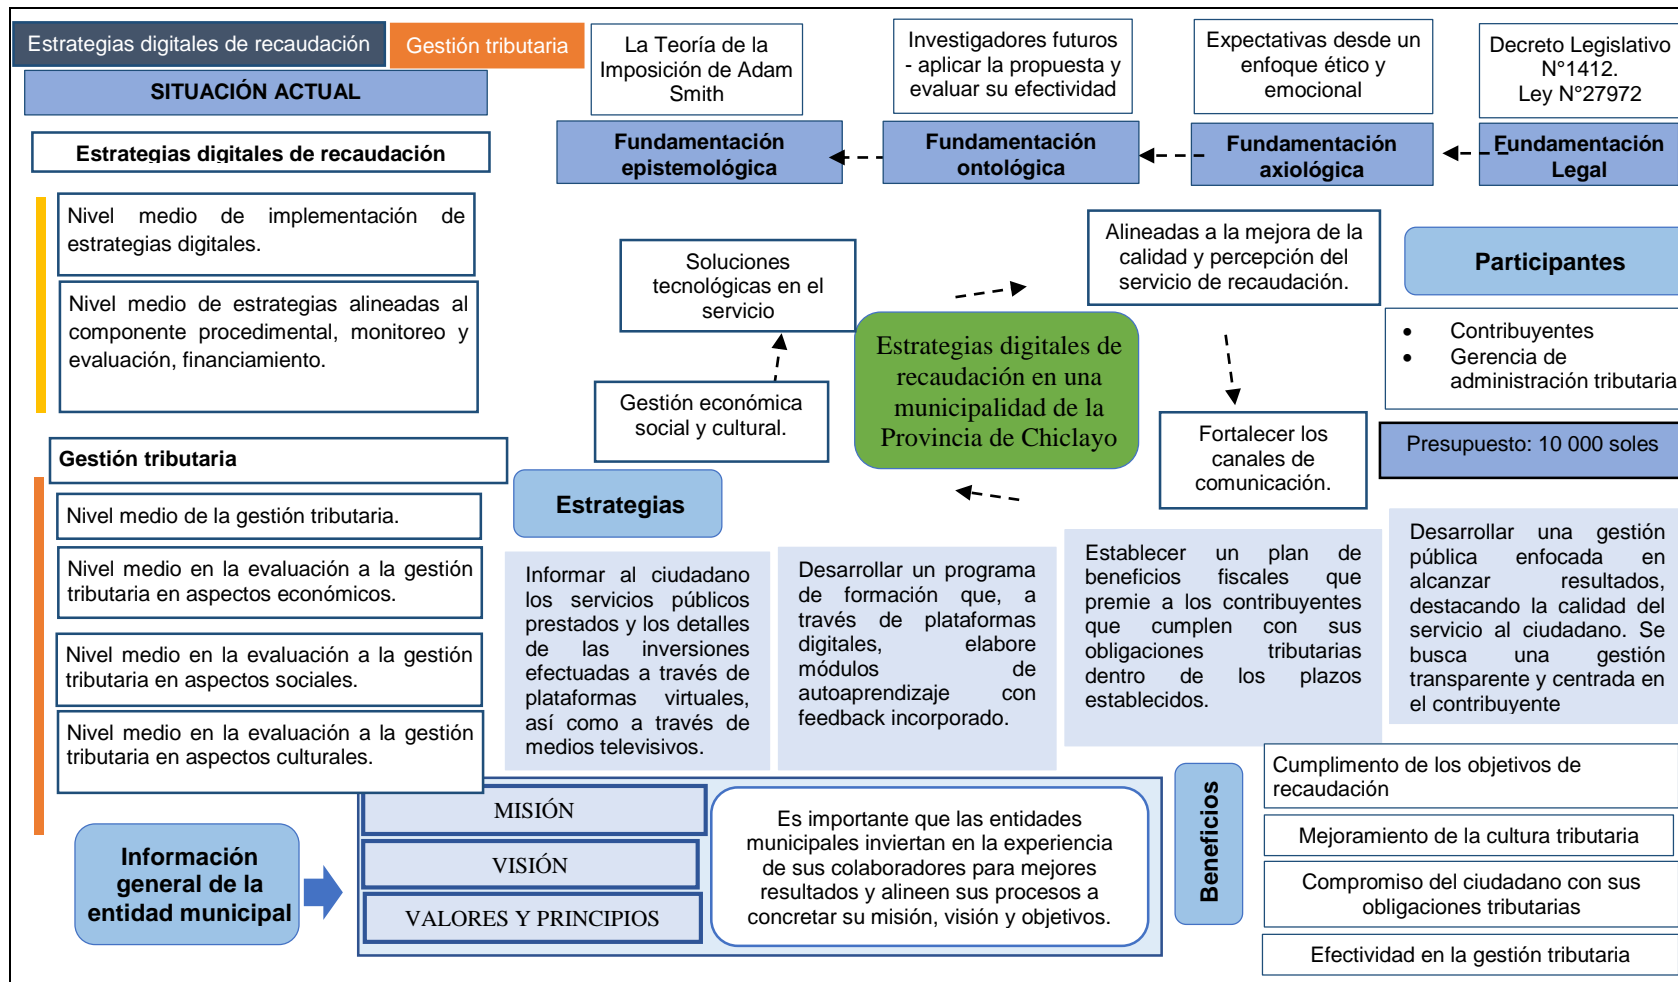 Estrategias digitales de recaudación
Gestión tributaria
SITUACIÓN ACTUAL
La Teoría de la
Imposición de Adam
Smith
Investigadores futuros
- aplicar la propuesta y
evaluar su efectividad
Expectativas desde un
enfoque ético y
emocional
Decreto Legislativo
N°1412.
Ley N°27972
Fundamentación
epistemológica
Fundamentación
ontológica
Fundamentación
axiológica
Fundamentación
Legal
Estrategias digitales de recaudación
Nivel medio de implementación de
estrategias digitales.
Nivel medio de estrategias alineadas al
componente procedimental, monitoreo y
evaluación, financiamiento.
Gestión tributaria
Nivel medio de la gestión tributaria.
Nivel medio en la evaluación a la gestión
tributaria en aspectos económicos.
Nivel medio en la evaluación a la gestión
tributaria en aspectos sociales.
Nivel medio en la evaluación a la gestión
tributaria en aspectos culturales.
Soluciones
tecnológicas en el
servicio
Gestión económica
social y cultural.
Estrategias digitales de
recaudación en una
municipalidad de la
Provincia de Chiclayo
Alineadas a la mejora de la
calidad y percepción del
servicio de recaudación.
Fortalecer los
canales de
comunicación.
Participantes
• Contribuyentes
• Gerencia de
administración tributaria
Presupuesto: 10 000 soles
Estrategias
Informar al ciudadano
los servicios públicos
prestados y los detalles
de las inversiones
efectuadas a través de
plataformas virtuales,
así como a través de
medios televisivos.
Desarrollar un programa
de formación que, a
través de plataformas
digitales, elabore
módulos de
autoaprendizaje con
feedback incorporado.
Establecer un plan de
beneficios fiscales que
premie a los contribuyentes
que cumplen con sus
obligaciones tributarias
dentro de los plazos
establecidos.
Desarrollar una gestión
pública enfocada en
alcanzar resultados,
destacando la calidad del
servicio al ciudadano. Se
busca una gestión
transparente y centrada en
el contribuyente
Información
general de la
entidad municipal
MISIÓN
VISIÓN
VALORES Y PRINCIPIOS
Es importante que las entidades
municipales inviertan en la experiencia
de sus colaboradores para mejores
resultados y alineen sus procesos a
concretar su misión, visión y objetivos.
Beneficios
Cumplimento de los objetivos de
recaudación
Mejoramiento de la cultura tributaria
Compromiso del ciudadano con sus
obligaciones tributarias
Efectividad en la gestión tributaria